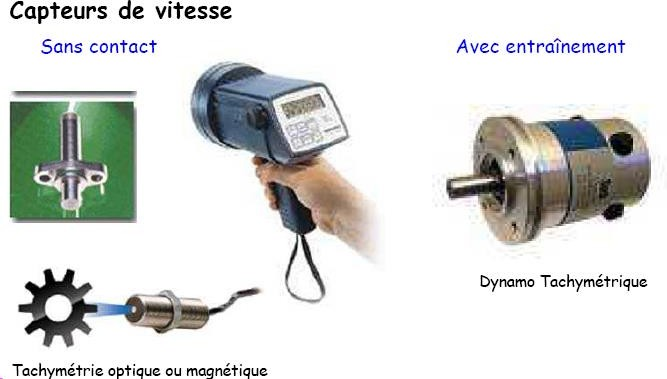 Capteurs de vitesse
Sans contact
Avec entraînement
Dynamo Tachymétrique
Tachymétrie optique ou magnétique